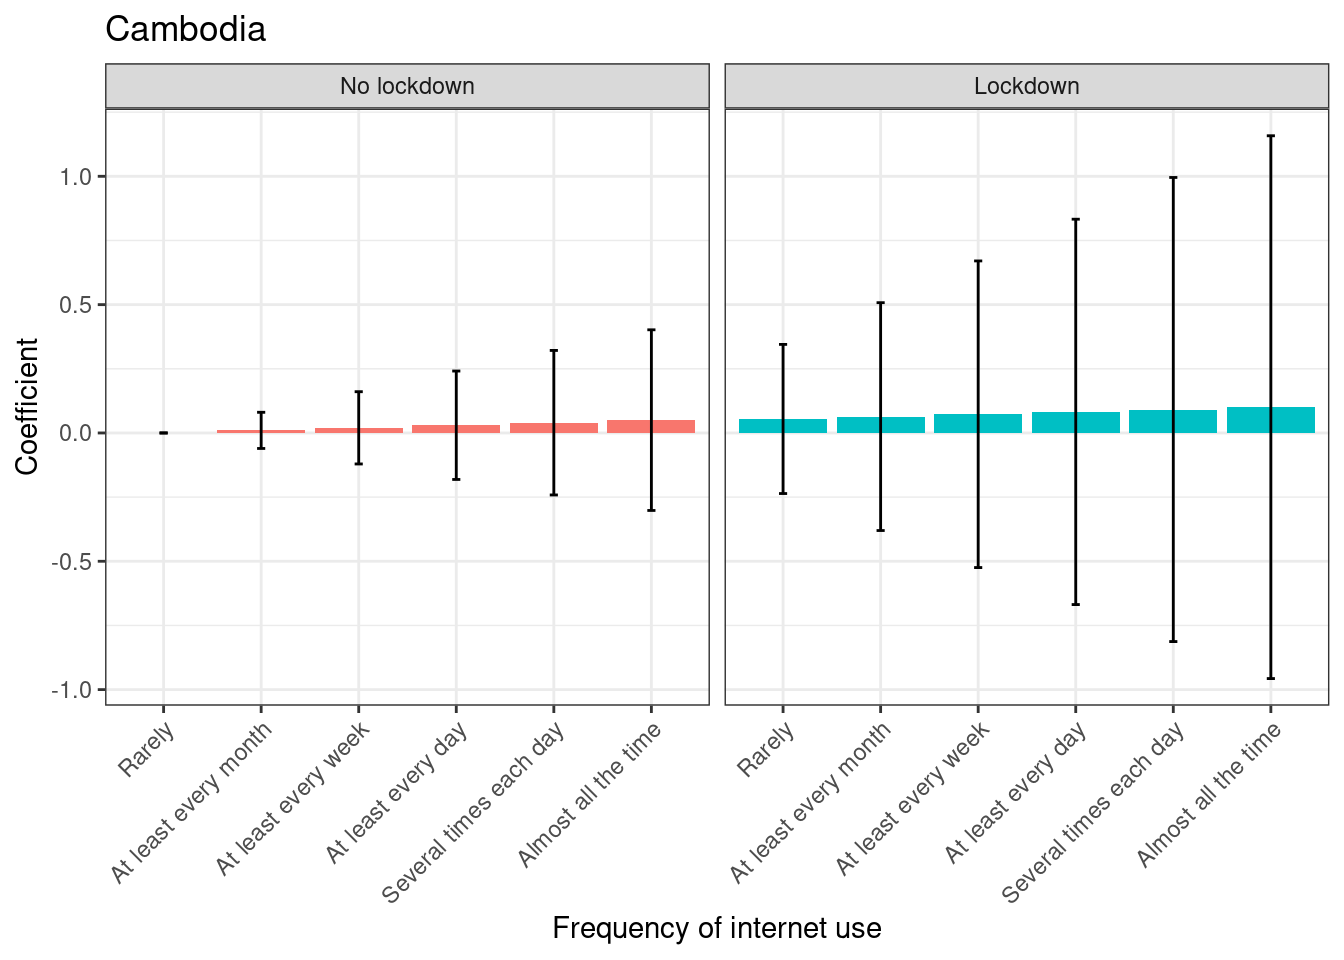 Cambodia
No lockdown
Lockdown
Coefficient
1.0
0.5
0.0
-0.5
-1.0
Rarely
At least every month
At least every week
At least every day
Several times each day
Almost all the time
Rarely
At least every month
At least every week
At least every day
Several times each day
Almost all the time
Frequency of internet use